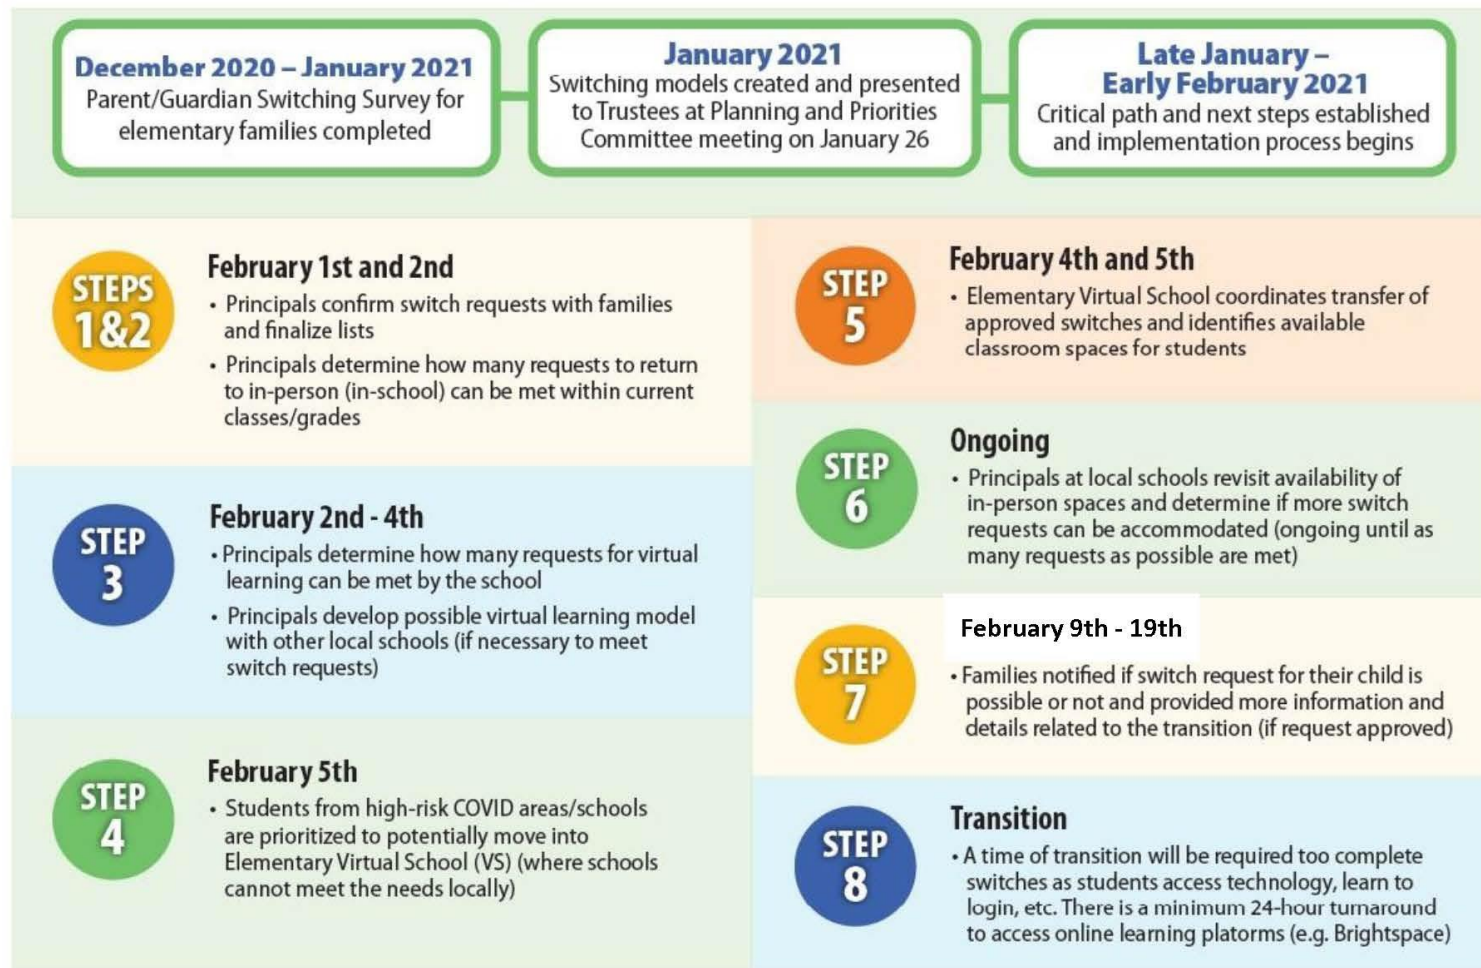 December 2020 – January 2021
Parent/Guardian Switching Survey for
elementary families completed
January 2021
Switching models created and presented
to Trustees at Planning and Priorities
Committee meeting on January 26
Late January –
Early February 2021
Critical path and next steps established
and implementation process begins
STEPS
1&2
February 1st and 2nd
• Principals confirm switch requests with families
and finalize lists
• Principals determine how many requests to return
to in-person (in-school) can be met within current
classes/grades
STEP
3
February 2nd - 4th
• Principals determine how many requests for virtual
learning can be met by the school
• Principals develop possible virtual learning model
with other local schools (if necessary to meet
switch requests)
STEP
4
February 5th
• Students from high-risk COVID areas/schools
are prioritized to potentially move into
Elementary Virtual School (VS) (where schools
cannot meet the needs locally)
STEP
5
February 4th and 5th
• Elementary Virtual School coordinates transfer of
approved switches and identifies available
classroom spaces for students
STEP
6
Ongoing
• Principals at local schools revisit availability of
in-person spaces and determine if more switch
requests can be accommodated (ongoing until as
many requests as possible are met)
STEP
7
February 9th - 19th
• Families notified if switch request for their child is
possible or not and provided more information and
details related to the transition (if request approved)
STEP
8
Transition
• A time of transition will be required too complete
switches as students access technology, learn to
login, etc. There is a minimum 24-hour turnaround
to access online learning platorms (e.g. Brightspace)